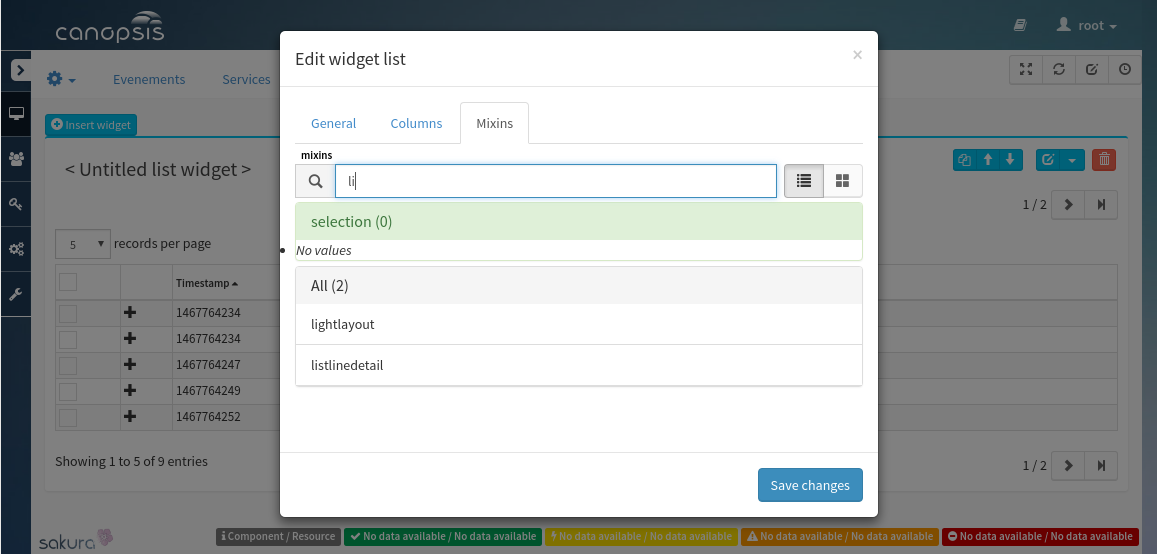 canopsis
root
Edit widget list
×
Evenements Services
General Columns Mixins
Insert widget
mixins
< Untitled list widget >
li
1 / 2
selection (0)
5 records per page
No values
All (2)
Timestamp
1467764234
lightlayout
1467764234
1467764247
listlinedetail
1467764249
1467764252
Showing 1 to 5 of 9 entries
1 / 2
Save changes
sakura
Component / Resource
No data available / No data available
No data available / No data available
No data available / No data available
No data available / No data available